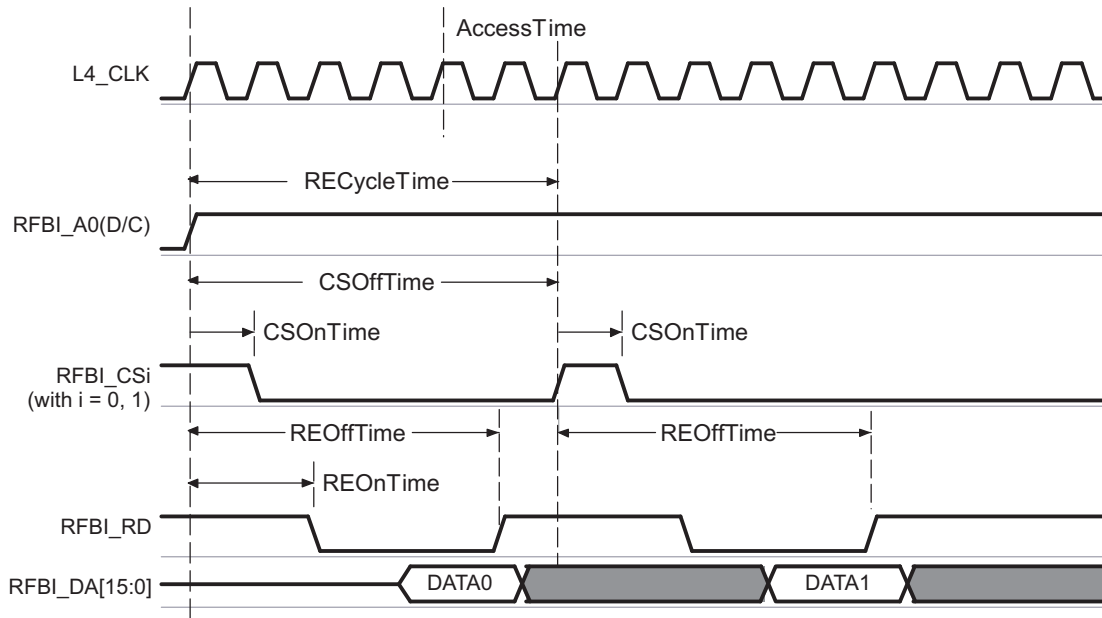 AccessTime
L4_CLK
RECycleTime
RFBI_A0(D/C)
CSOffTime
CSOnTime
CSOnTime
RFBI_CSi
(with i = 0, 1)
REOffTime
REOffTime
REOnTime
RFBI_RD
RFBI_DA[15:0]
DATA0
DATA1